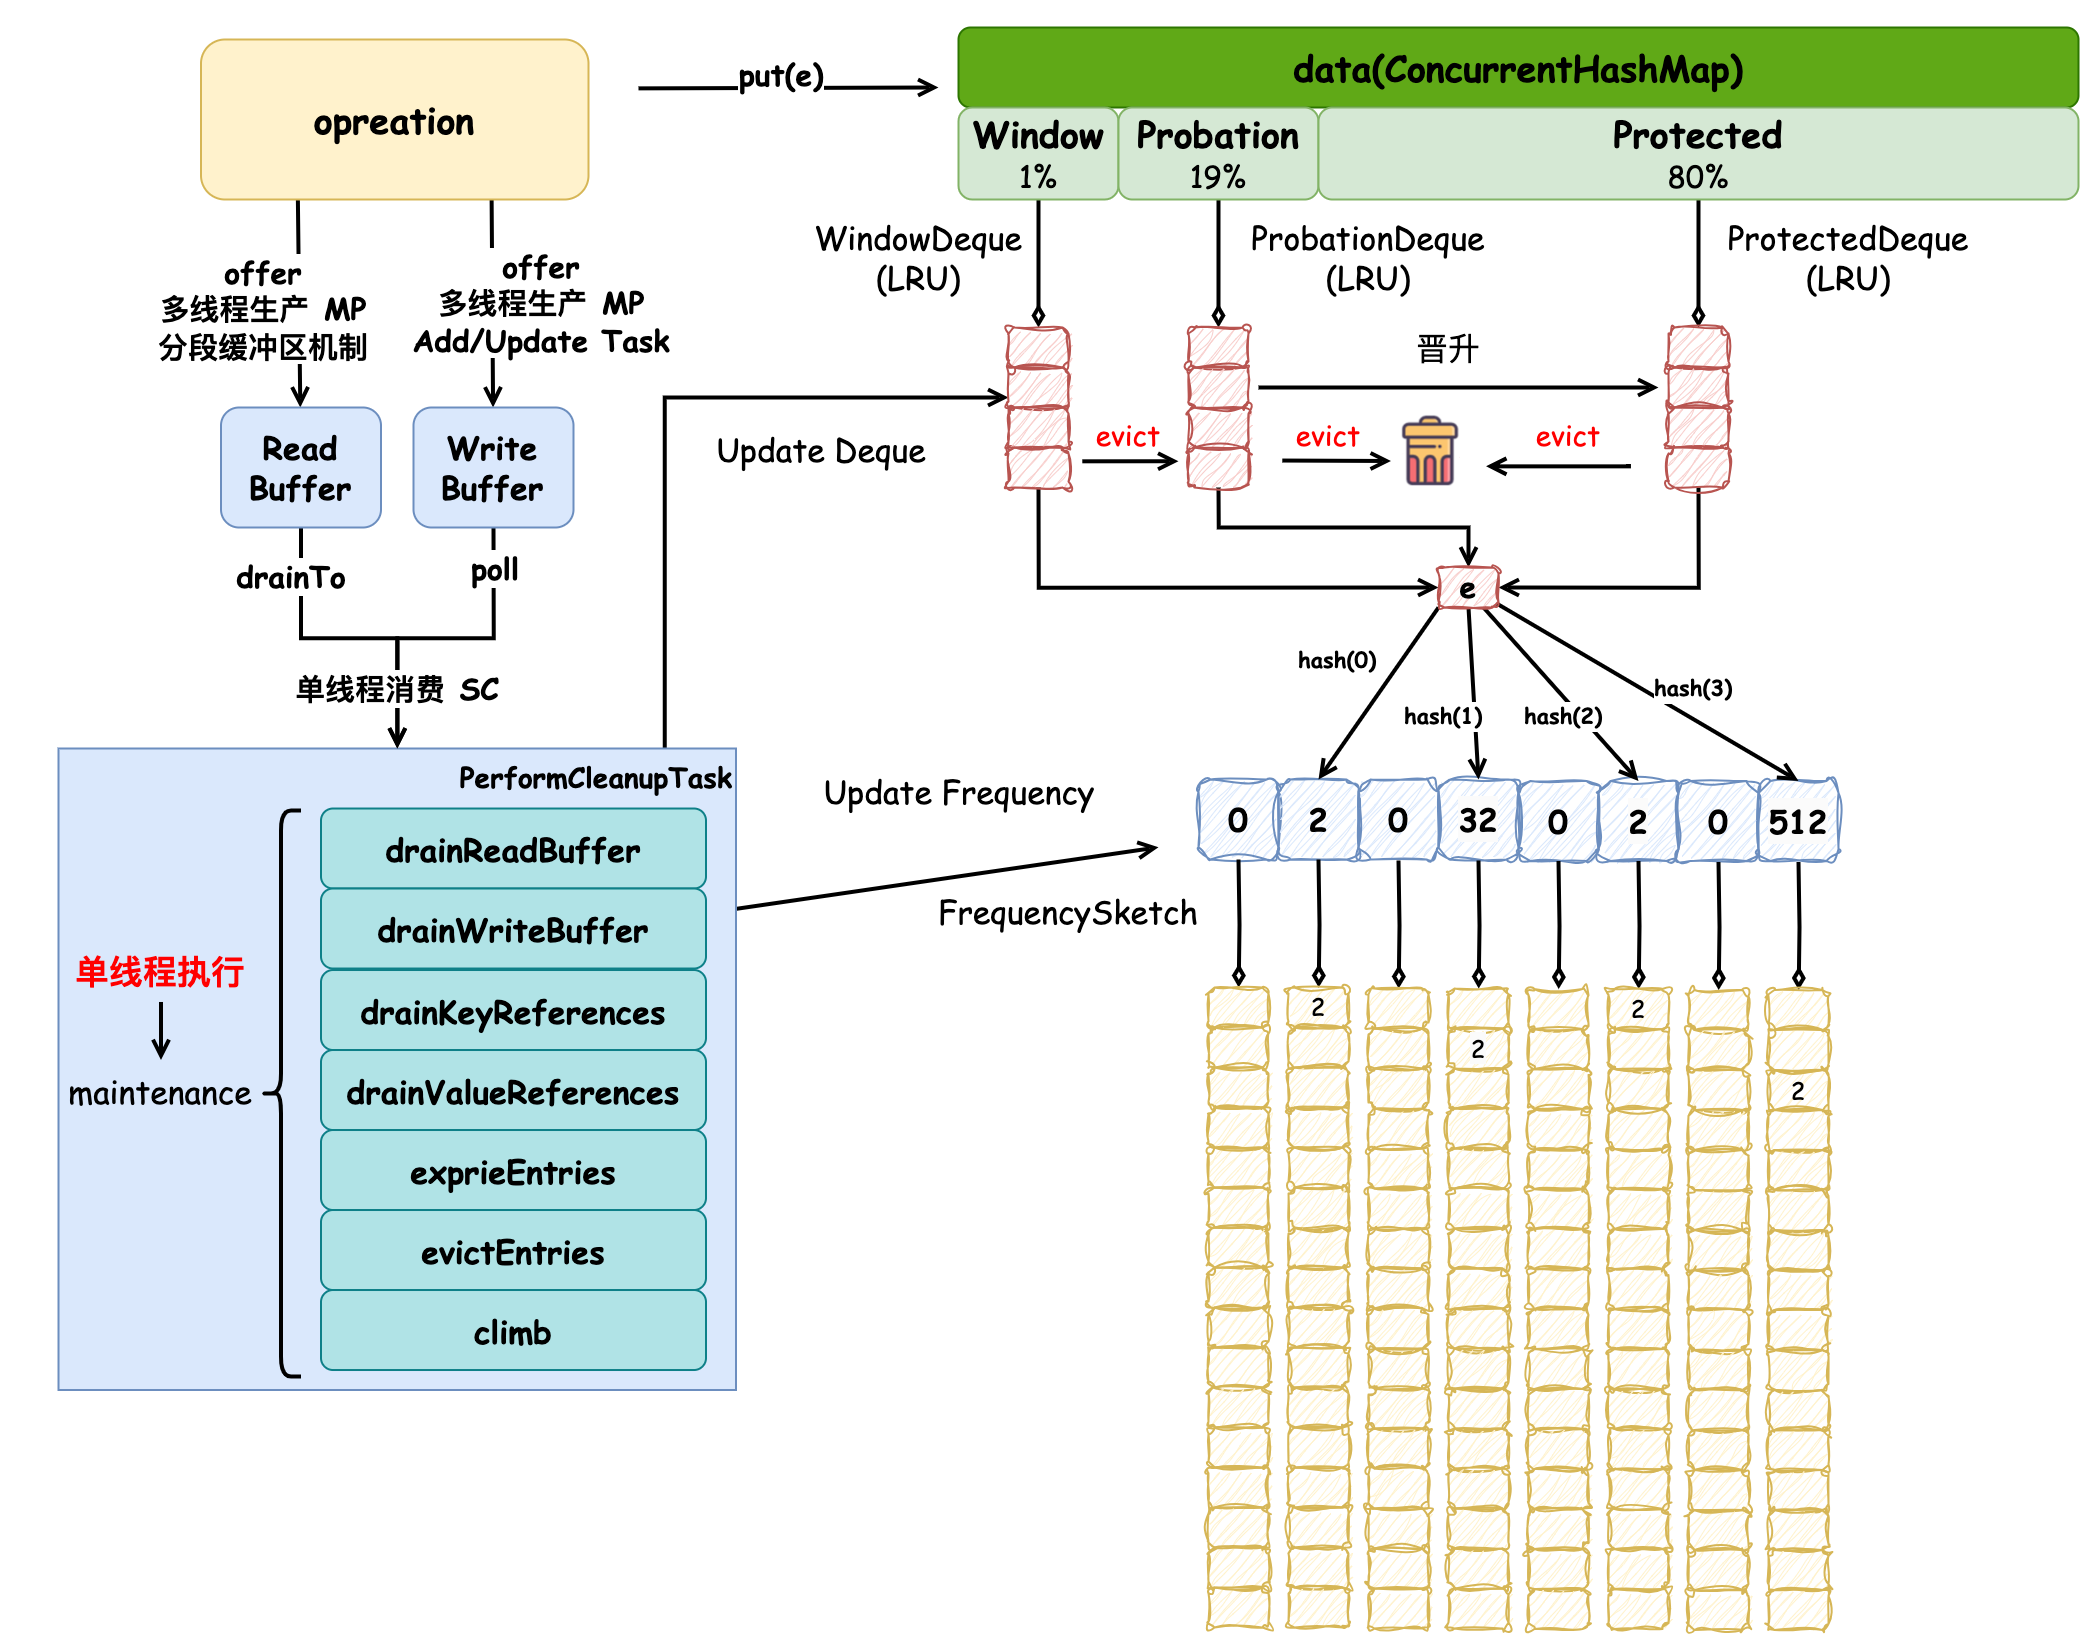 opreation
put(e)
data(ConcurrentHashMap)
Window
1%
Probation
19%
Protected
80%
WindowDeque
(LRU)
ProbationDeque
(LRU)
ProtectedDeque
(LRU)
offer
多线程生产 MP
分段缓冲区机制
offer
多线程生产 MP
Add/Update Task
Read
Buffer
Write
Buffer
drainTo
poll
单线程消费 SC
Update Deque
evict
晋升
evict
evict
e
hash(0)
hash(1)
hash(2)
hash(3)
PerformCleanupTask
单线程执行
maintenance
drainReadBuffer
drainWriteBuffer
drainKeyReferences
drainValueReferences
exprieEntries
evictEntries
climb
Update Frequency
FrequencySketch
0 2 0 32 0 2 0 512
2 2
2
2